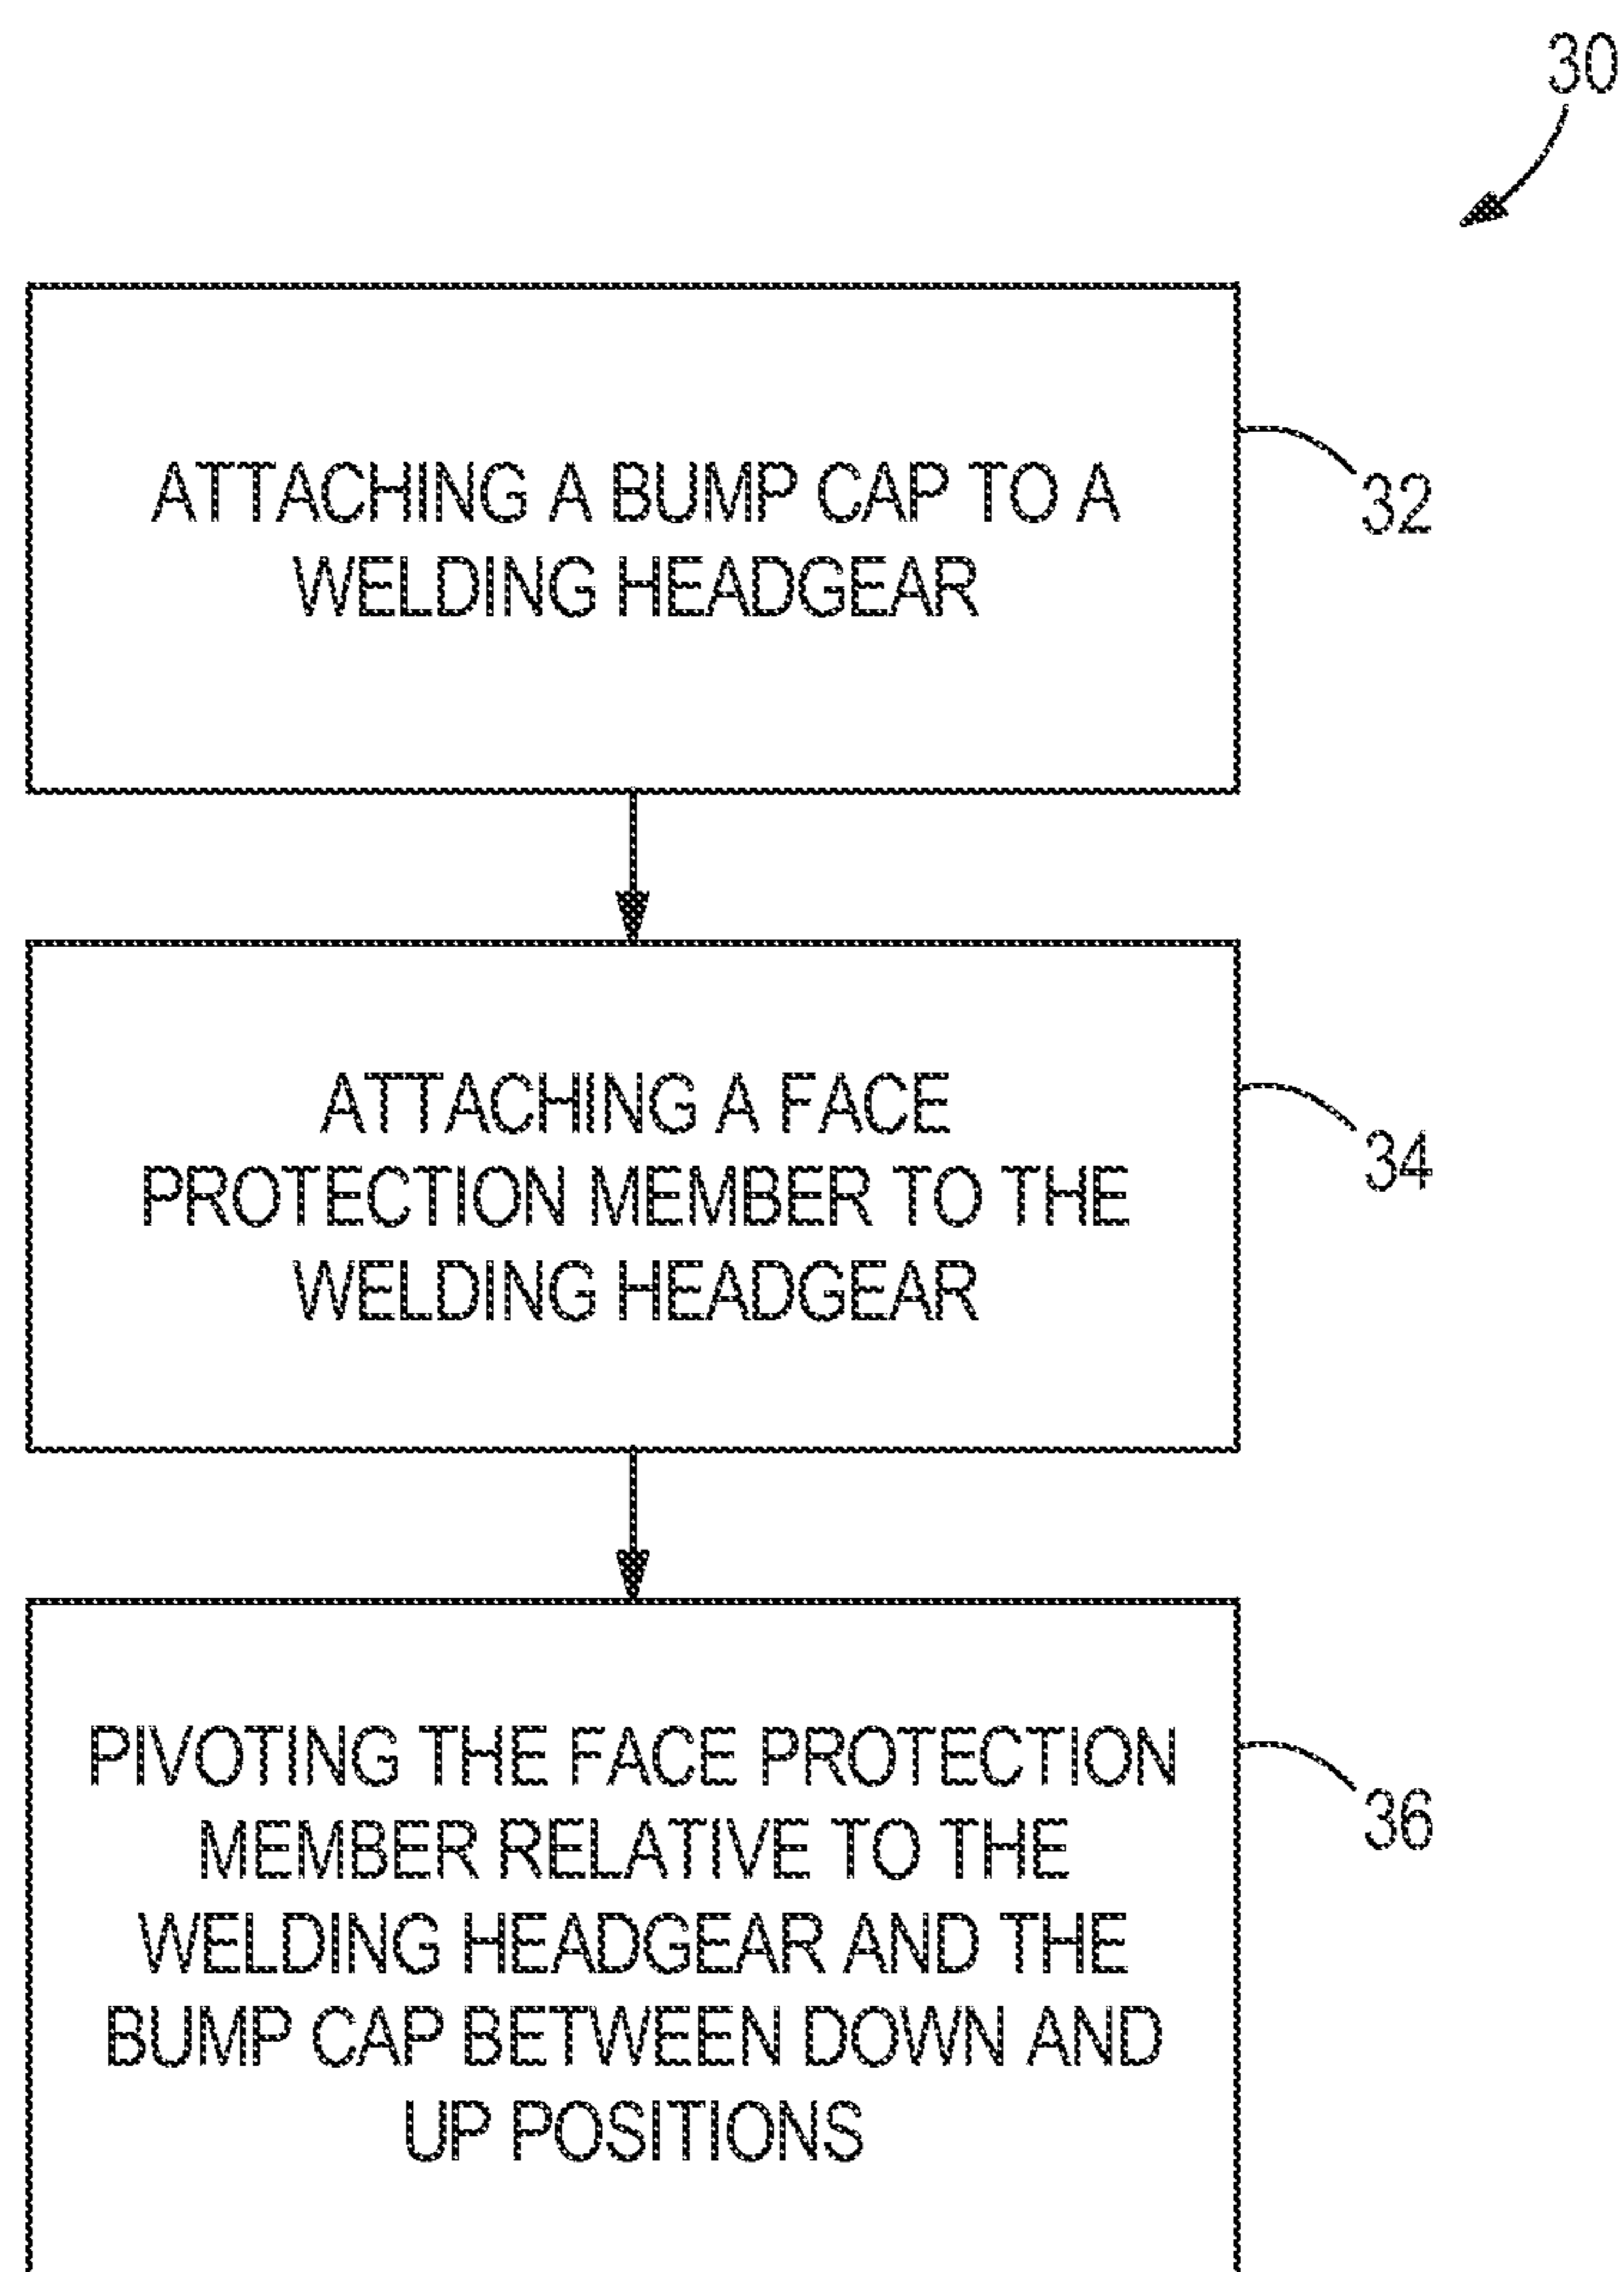 30
ATTACHING A BUMP CAP TO A
WELDING HEADGEAR
32
ATTACHING A FACE
PROTECTION MEMBER TO THE
WELDING HEADGEAR
34
PIVOTING THE FACE PROTECTION
MEMBER RELATIVE TO THE
WELDING HEADGEAR AND THE
BUMP CAP BETWEEN DOWN AND
UP POSITIONS
36